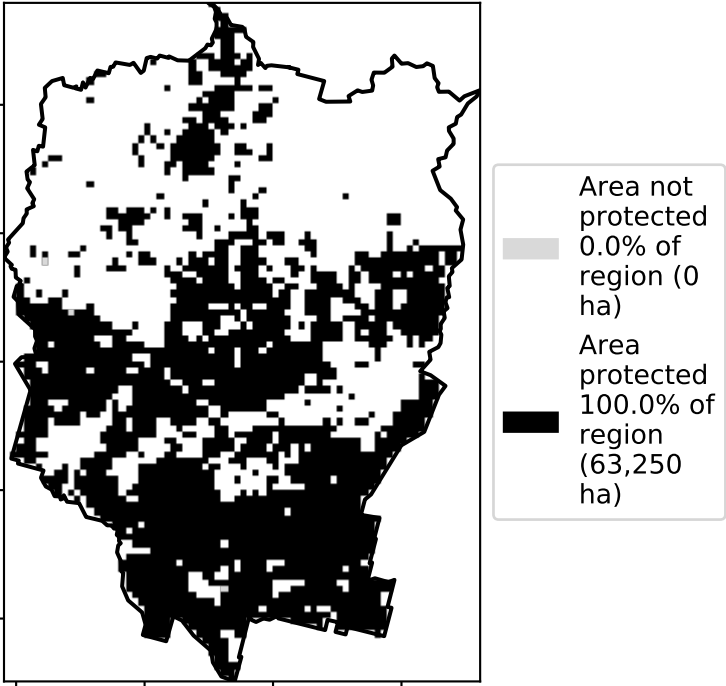 Area not
protected
0.0% of
region (0
ha)
Area
protected
100.0% of
region
(63,250
ha)